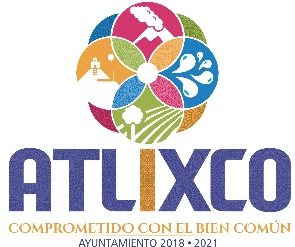 ATLIXCO
COMPROMETIDO CON EL BIEN COMÚN
AYUNTAMIENTO 2018 • 2021